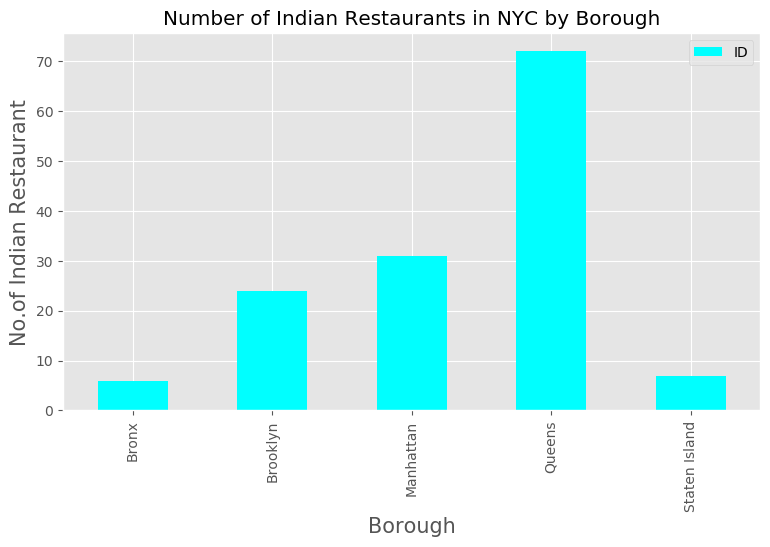 Number of Indian Restaurants in NYC by Borough
ID
No.of Indian Restaurant
70
60
50
40
30
20
10
0
Bronx
Brooklyn
Manhattan
Queens
Staten Island
Borough